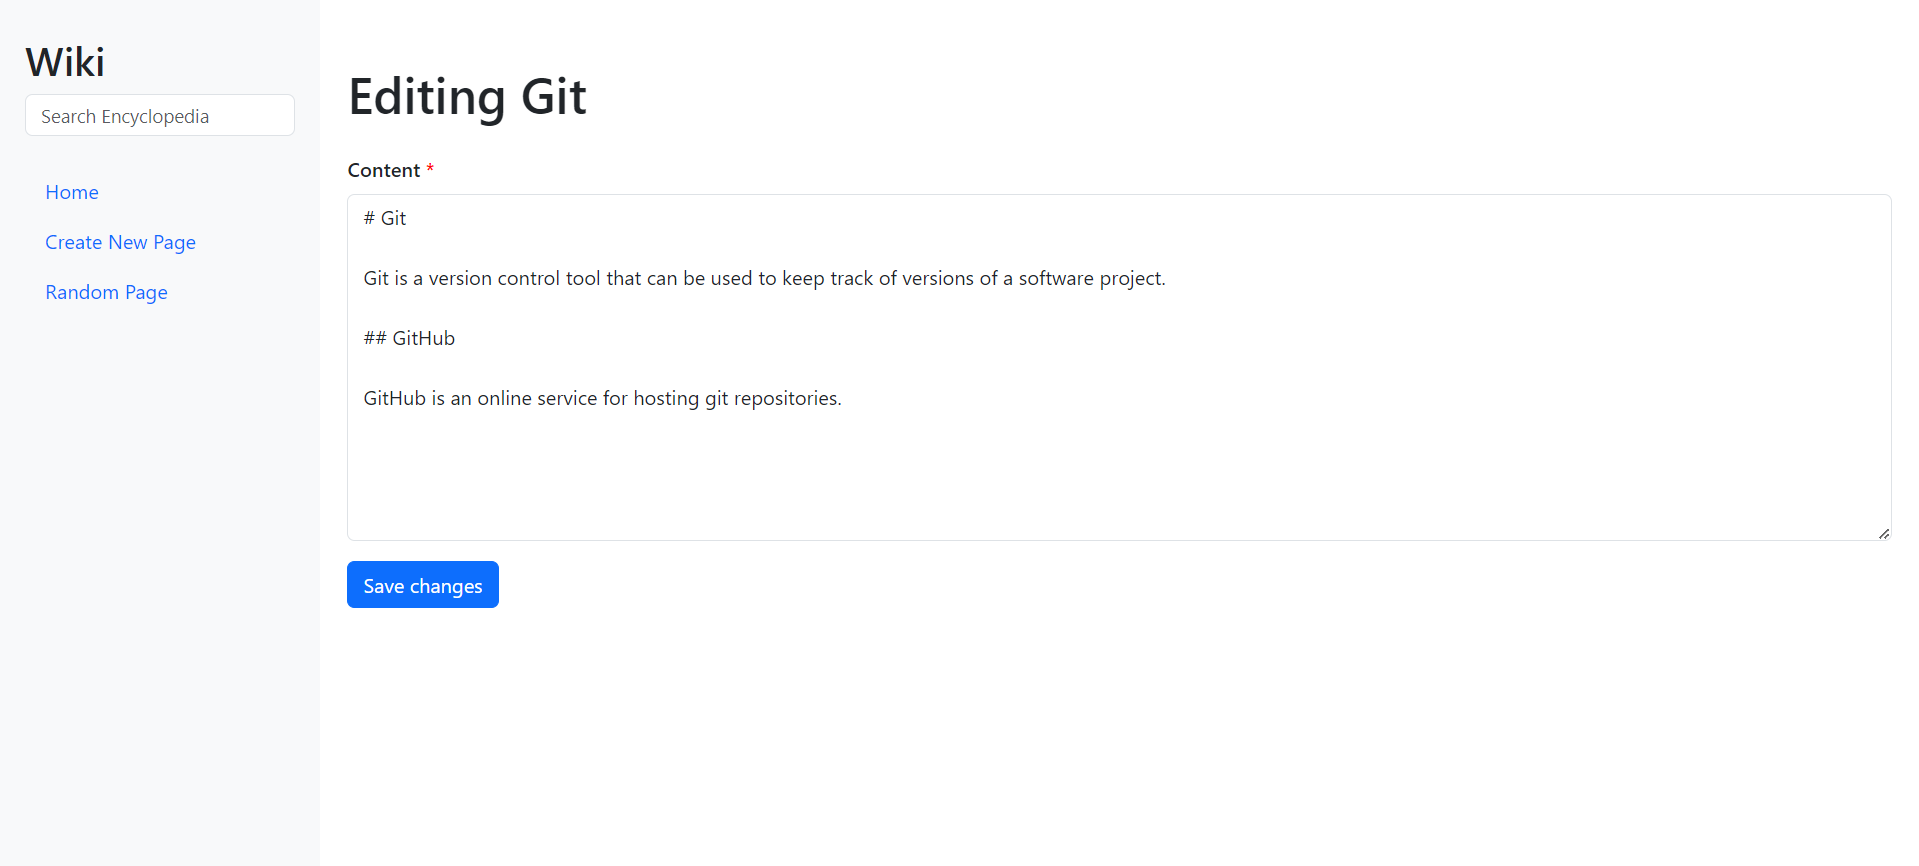 Wiki
Search Encyclopedia
Home
Create New Page
Random Page
Editing Git
Content *
# Git
Git is a version control tool that can be used to keep track of versions of a software project.
## GitHub
GitHub is an online service for hosting git repositories.
Save changes